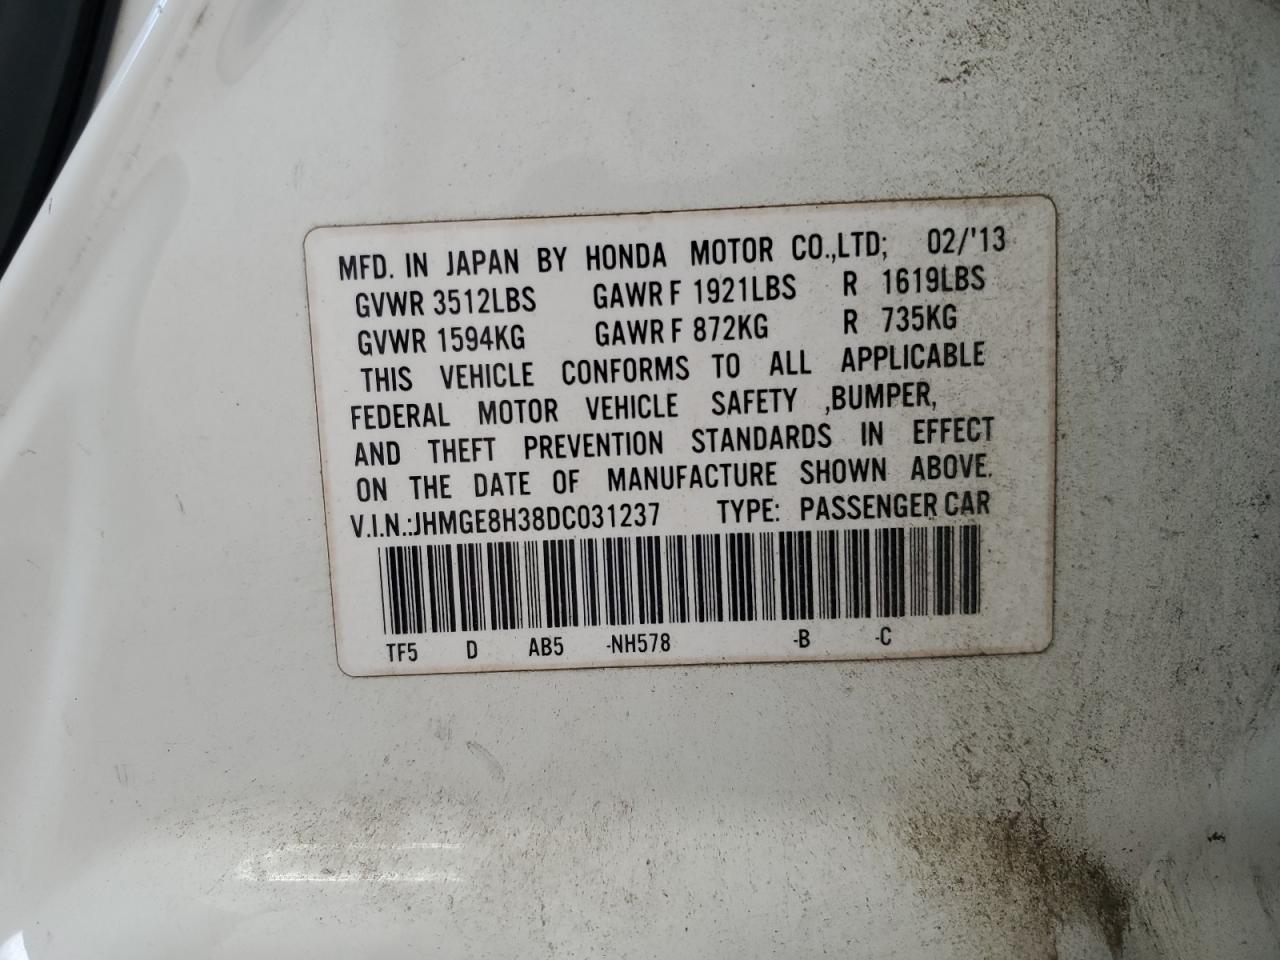 MFD. IN JAPAN BY HONDA MOTOR CO.,LTD; 02/'13
GVWR 3512LBS GAWR F 1921LBS R 1619LBS
GVWR 1594KG GAWR F 872KG R 735KG
THIS VEHICLE CONFORMS TO ALL APPLICABLE
FEDERAL MOTOR VEHICLE SAFETY ,BUMPER,
AND THEFT PREVENTION STANDARDS IN EFFECT
ON THE DATE OF MANUFACTURE SHOWN ABOVE.
V.I.N.:JHMGE8H38DC031237 TYPE: PASSENGER CAR
TF5 D AB5 -NH578 -B -C